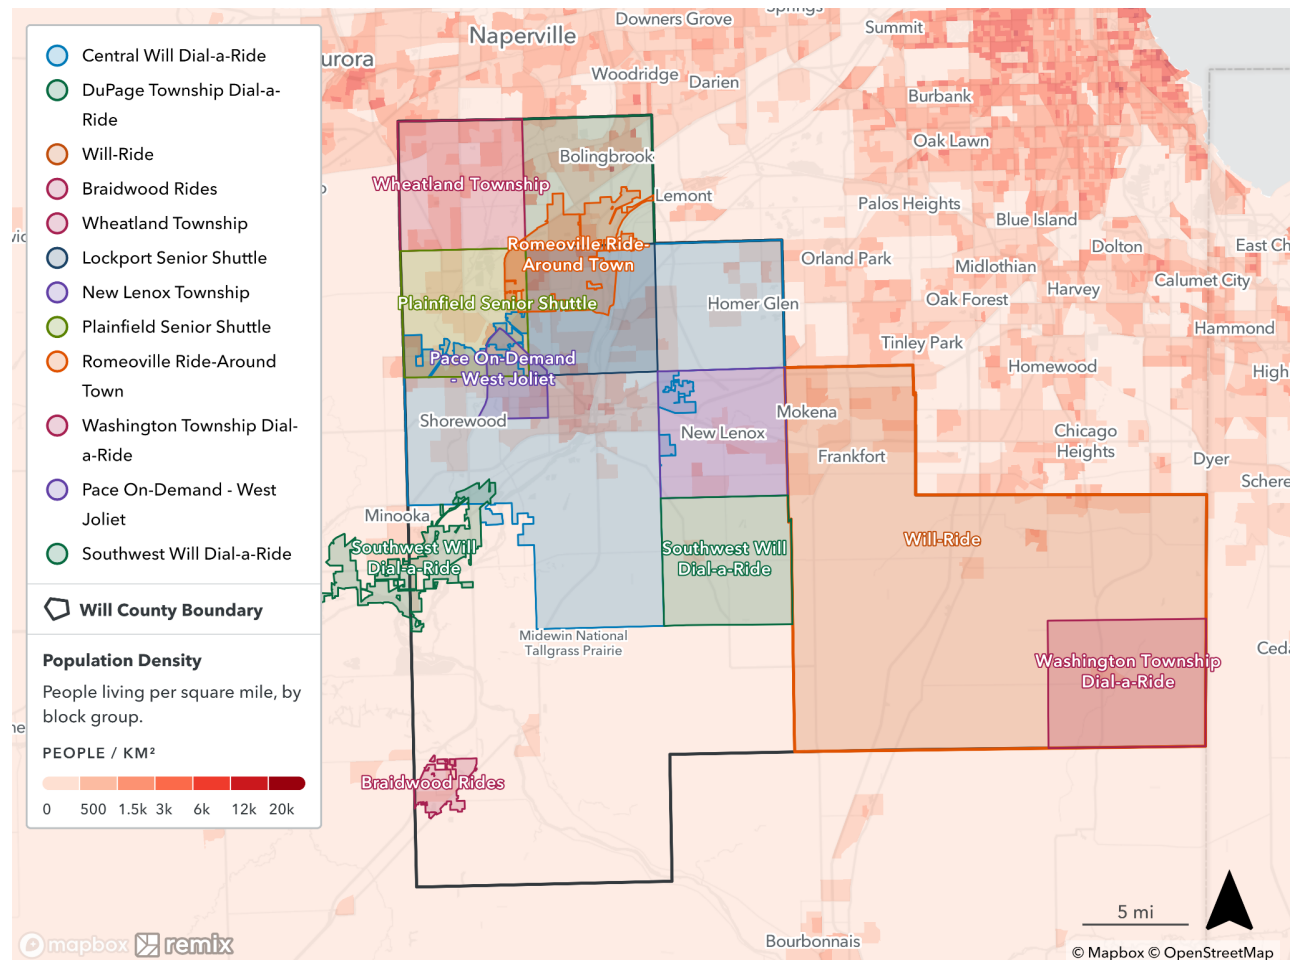 Central Will Dial-a-Ride
DuPage Township Dial-a-
Ride
Will-Ride
Braidwood Rides
Wheatland Township
Lockport Senior Shuttle
New Lenox Township
Plainfield Senior Shuttle
Romeoville Ride-Around
Town
Washington Township Dial-
a-Ride
Pace On-Demand - West
Joliet
Southwest Will Dial-a-Ride
Will County Boundary
Population Density
People living per square mile, by
block group.
PEOPLE / KM²
0 500 1.5k 3k 6k 12k 20k
mapbox remix
Naperville
Downers Grove
Springs
Summit
urora
Woodridge
Darien
Burbank
Oak Lawn
Bolingbrook
Wheatland Township
Lemont
Palos Heights
Blue Island
Romeoville Ride-
Around Town
Orland Park
Dolton
East Ch
Midlothian
Calumet City
Plainfield Senior Shuttle
Homer Glen
Oak Forest
Harvey
Hammond
Tinley Park
Homewood
High
Pace On-Demand
- West Joliet
Shorewood
Mokena
New Lenox
Frankfort
Chicago
Heights
Dyer
Schere
Minooka
Southwest Will
Dial-a-Ride
Southwest Will
Dial-a-Ride
Will-Ride
Midewin National
Tallgrass Prairie
Ceda
Washington Township
Dial-a-Ride
Braidwood Rides
Bourbonnais
5 mi
© Mapbox © OpenStreetMap